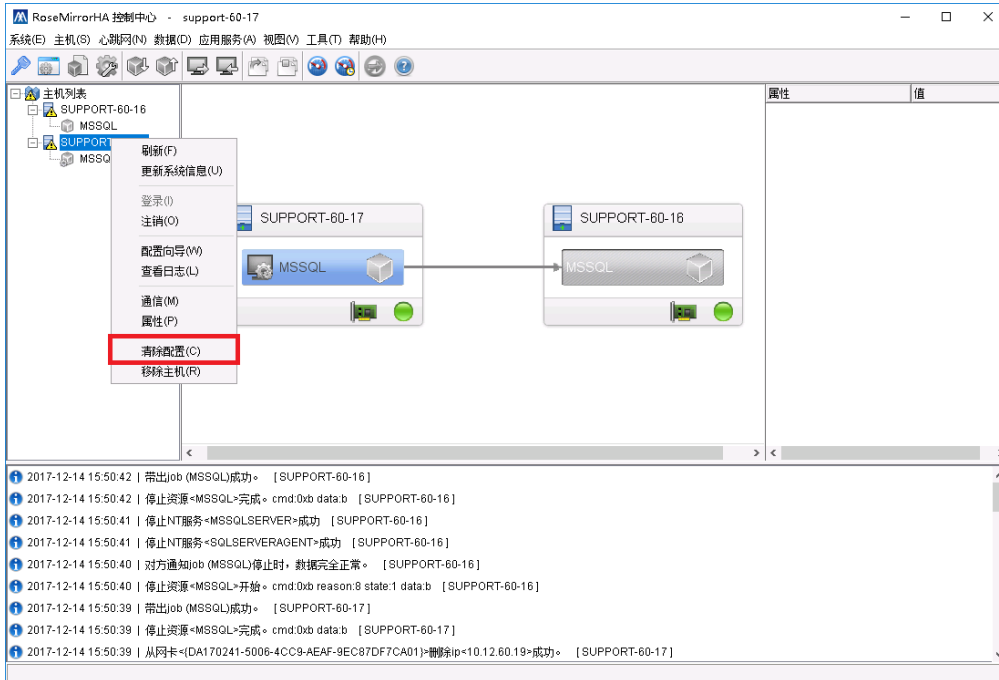 RoseMirrorHA 控制中心 - support-60-17
系统(E) 主机(S) 心跳网(N) 数据(D) 应用服务(A) 视图(V) 工具(T) 帮助(H)
主机列表
SUPPORT-60-16
MSSQL
SUPPORT
MSSQ
刷新(F)
更新系统信息(U)
登录(I)
注销(O)
配置向导(W)
查看日志(L)
通信(M)
属性(P)
清除配置(C)
移除主机(R)
SUPPORT-60-17
MSSQL
SUPPORT-60-16
MSSQL
属性 值
2017-12-14 15:50:42 | 带出job (MSSQL)成功。 [SUPPORT-60-16]
2017-12-14 15:50:42 | 停止资源<MSSQL>完成。cmd:0xb data:b [SUPPORT-60-16]
2017-12-14 15:50:41 | 停止NT服务<MSSQLSERVER>成功 [SUPPORT-60-16]
2017-12-14 15:50:41 | 停止NT服务<SQLSERVERAGENT>成功 [SUPPORT-60-16]
2017-12-14 15:50:40 | 对方通知job (MSSQL)停止时，数据完全正常。 [SUPPORT-60-16]
2017-12-14 15:50:40 | 停止资源<MSSQL>开始。cmd:0xb reason:8 state:1 data:b [SUPPORT-60-16]
2017-12-14 15:50:39 | 带出job (MSSQL)成功。 [SUPPORT-60-17]
2017-12-14 15:50:39 | 停止资源<MSSQL>完成。cmd:0xb data:b [SUPPORT-60-17]
2017-12-14 15:50:39 | 从网卡<{DA170241-5006-4CC9-AEAF-9EC87DF7CA01}>删除ip<10.12.60.19>成功。 [SUPPORT-60-17]